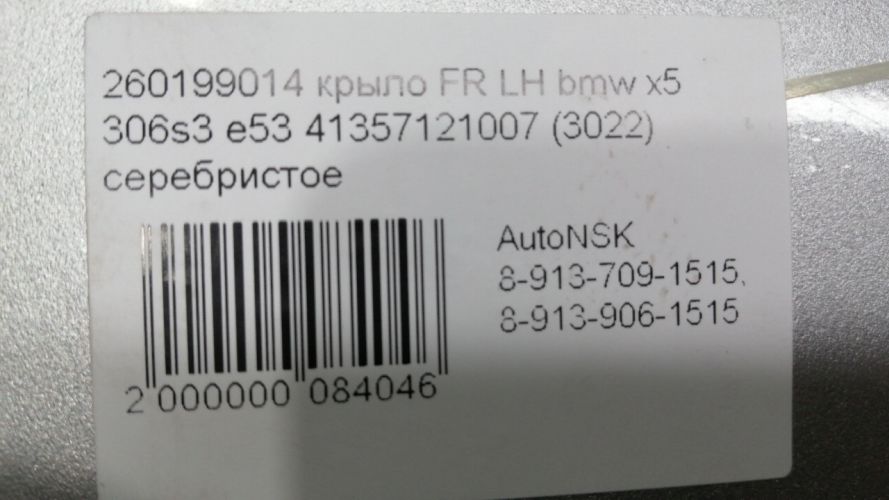 260199014 крыло FR LH bmw x5
306s3 e53 41357121007 (3022)
серебристое
AutoNSK
8-913-709-1515,
8-913-906-1515
2 000000 084046